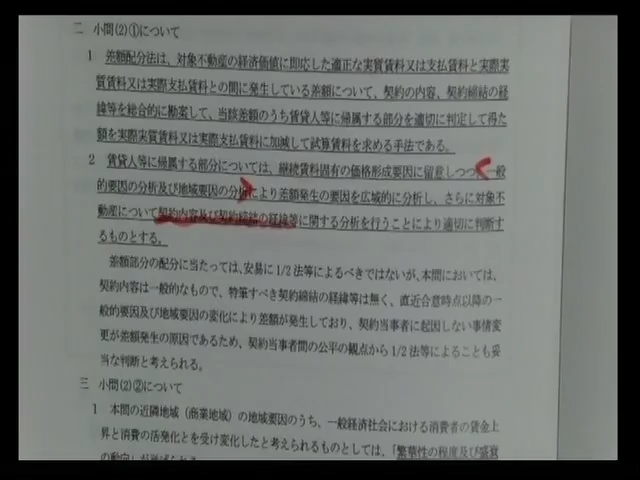 二 小問(2)①について
1 差額配分法は、対象不動産の経済価値に即応した適正な実質賃料又は支払賃料と実際実
質賃料又は実際支払賃料との間に発生している差額について、契約の内容、契約締結の経
緯等を総合的に勘案して、当該差額のうち賃貸人等に帰属する部分を適切に判定して得た
額を実際実質賃料又は実際支払賃料に加減して試算賃料を求める手法である。
2 賃貸人等に帰属する部分については、継続賃料固有の価格形成要因に留意しつつ、一般
的要因の分析及び地域要因の分析により差額発生の要因を広域的に分析し、さらに対象不
動産について契約内容及び契約締結の経緯等に関する分析を行うことにより適切に判断す
るものとする。
差額部分の配分に当たっては、安易に1/2法等によるべきではないが、本問においては、
契約内容は一般的なもので、特筆すべき契約締結の経緯等は無く、直近合意時点以降の一
般的要因及び地域要因の変化により差額が発生しており、契約当事者に起因しない事情変
更が差額発生の原因であるため、契約当事者間の公平の観点から1/2法等によることも妥
当な判断と考えられる。
三 小問(2)②について
1 本問の近隣地域（商業地域）の地域要因のうち、一般経済社会における消費者の賃金上
昇と消費の活発化とを受け変化したと考えられるものとしては、「繁華性の程度及び盛衰
の動向」が挙げられる。